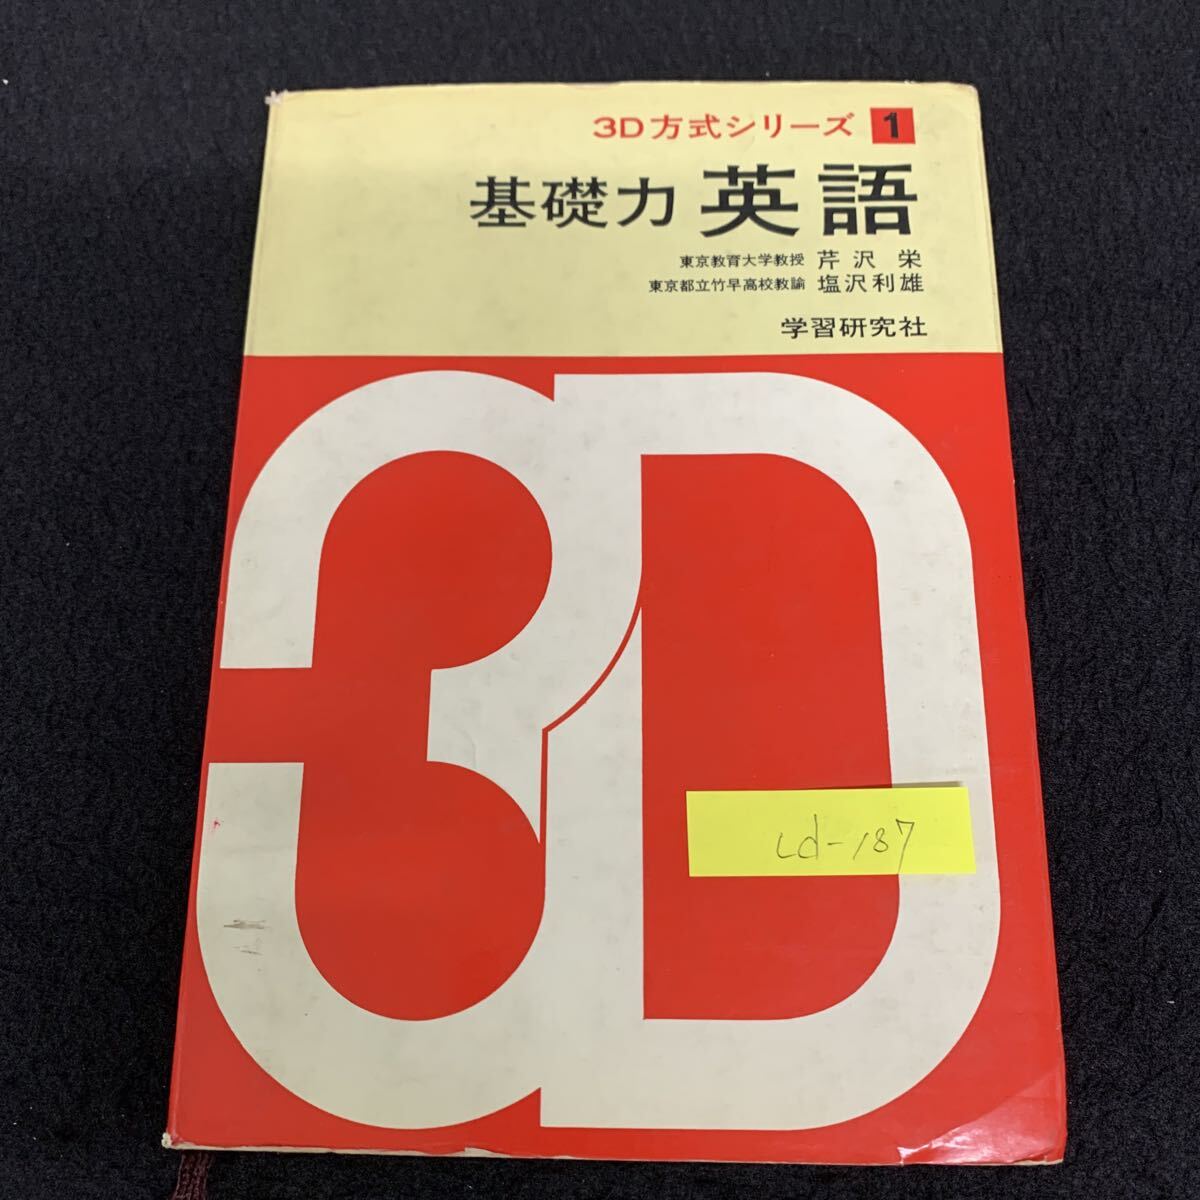 3D方式シリーズ 1
基礎力 英語
東京教育大学教授 芹沢 栄
東京都立竹早高校教諭 塩沢利雄
学習研究社
3D
Ld-187